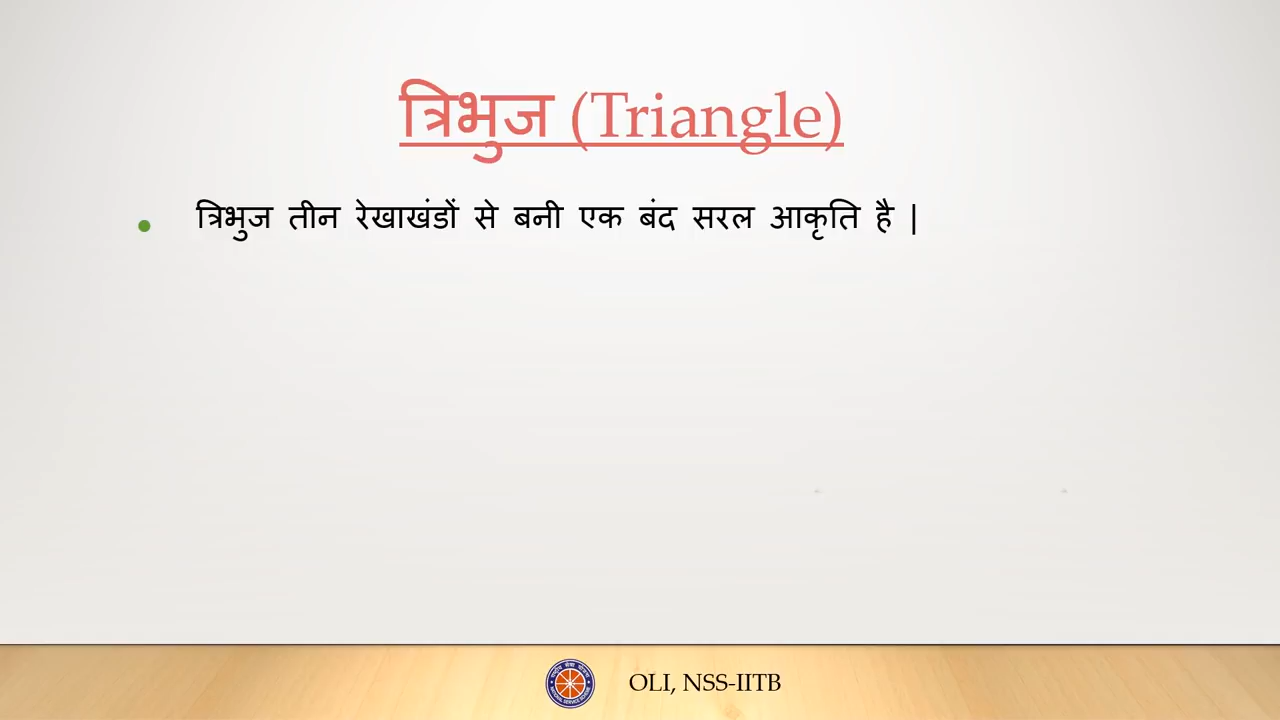 त्रिभुज (Triangle)
त्रिभुज तीन रेखाखंडों से बनी एक बंद सरल आकृति है |
OLI, NSS-IITB